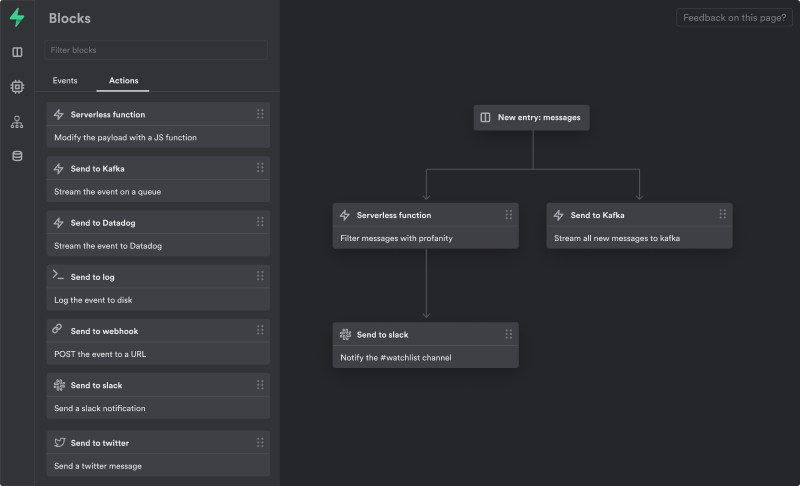 Blocks
Feedback on this page?
Filter blocks
Events
Actions
Serverless function
Modify the payload with a JS function
Send to Kafka
Stream the event on a queue
Send to Datadog
Stream the event to Datadog
Send to log
Log the event to disk
Send to webhook
POST the event to a URL
Send to slack
Send a slack notification
Send to twitter
Send a twitter message
New entry: messages
Serverless function
Filter messages with profanity
Send to Kafka
Stream all new messages to kafka
Send to slack
Notify the #watchlist channel